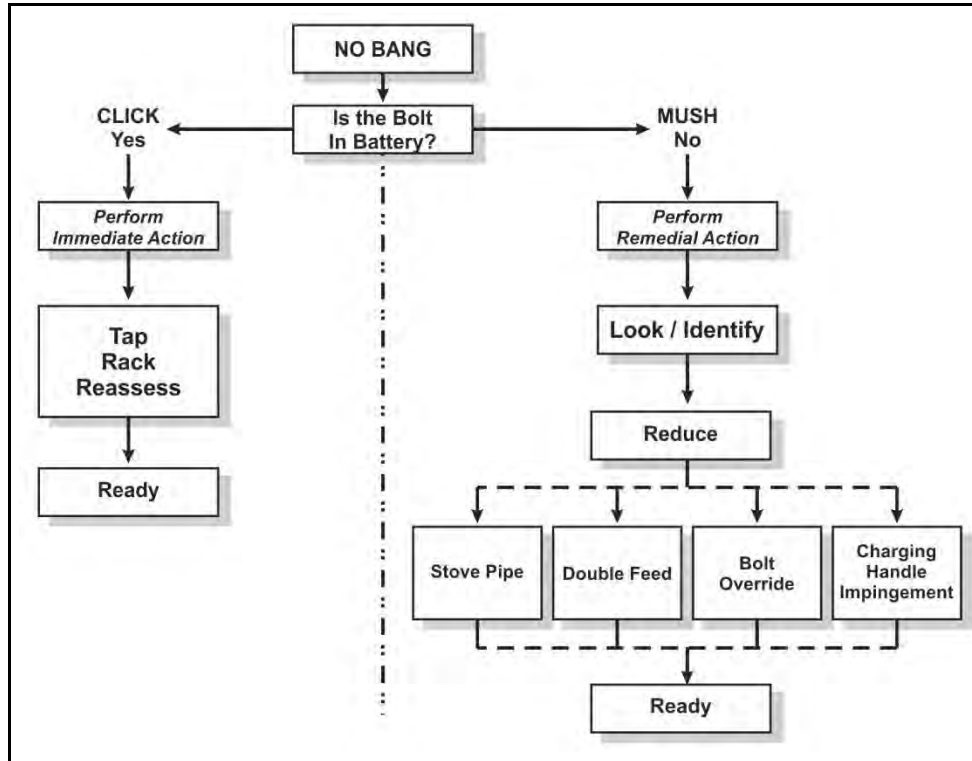 NO BANG
Is the Bolt
In Battery?
CLICK
Yes
Perform
Immediate Action
Tap
Rack
Reassess
Ready
MUSH
No
Perform
Remedial Action
Look / Identify
Reduce
Stove Pipe
Double Feed
Bolt
Override
Charging
Handle
Impingement
Ready